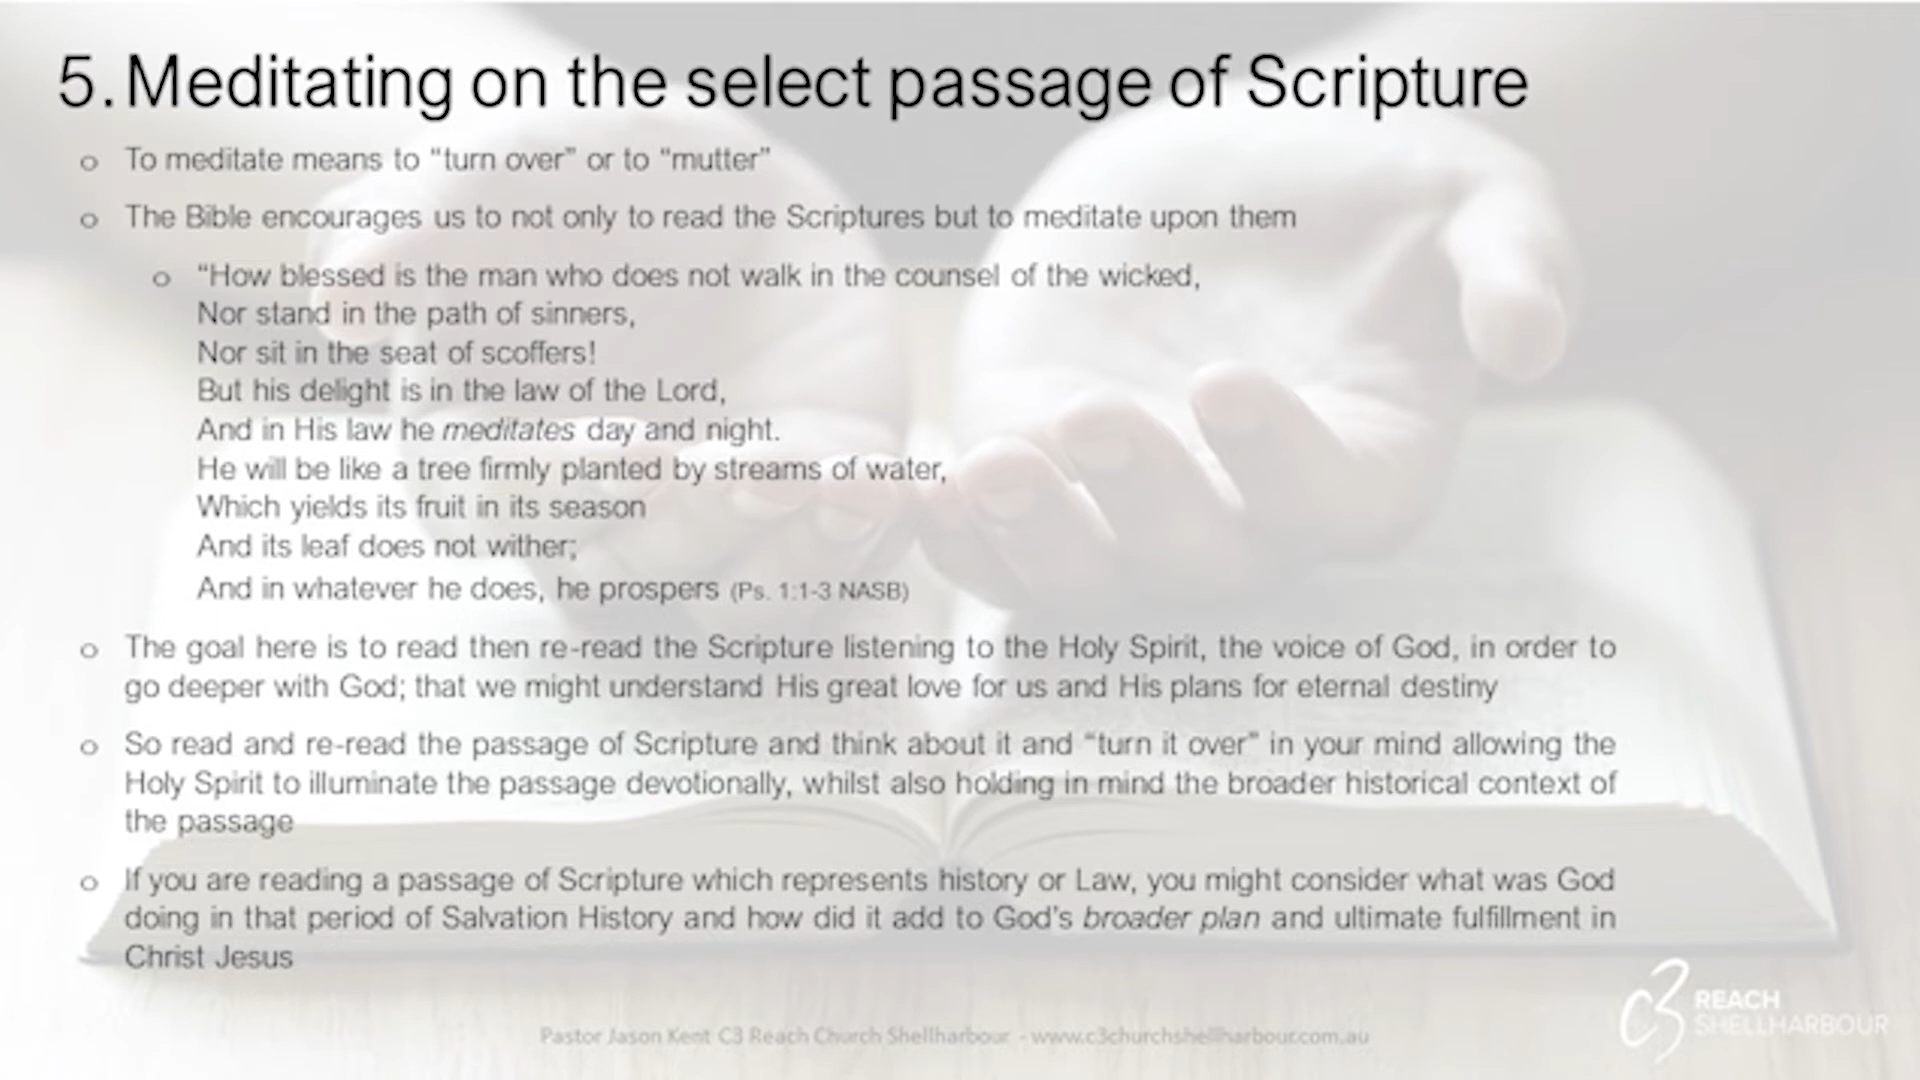 5. Meditating on the select passage of Scripture
o To meditate means to “turn over” or to “mutter”
o The Bible encourages us to not only to read the Scriptures but to meditate upon them
o “How blessed is the man who does not walk in the counsel of the wicked,
Nor stand in the path of sinners,
Nor sit in the seat of scoffers!
But his delight is in the law of the Lord,
And in His law he meditates day and night.
He will be like a tree firmly planted by streams of water,
Which yields its fruit in its season
And its leaf does not wither;
And in whatever he does, he prospers (Ps. 1:1-3 NASB)
o The goal here is to read then re-read the Scripture listening to the Holy Spirit, the voice of God, in order to
go deeper with God; that we might understand His great love for us and His plans for eternal destiny
o So read and re-read the passage of Scripture and think about it and “turn it over” in your mind allowing the
Holy Spirit to illuminate the passage devotionally, whilst also holding in mind the broader historical context of
the passage
o If you are reading a passage of Scripture which represents history or Law, you might consider what was God
doing in that period of Salvation History and how did it add to God’s broader plan and ultimate fulfillment in
Christ Jesus
C3 REACH
SHELLHARBOUR
Pastor Jason Kent C3 Reach Church Shellharbour - www.c3churchshellharbour.com.au